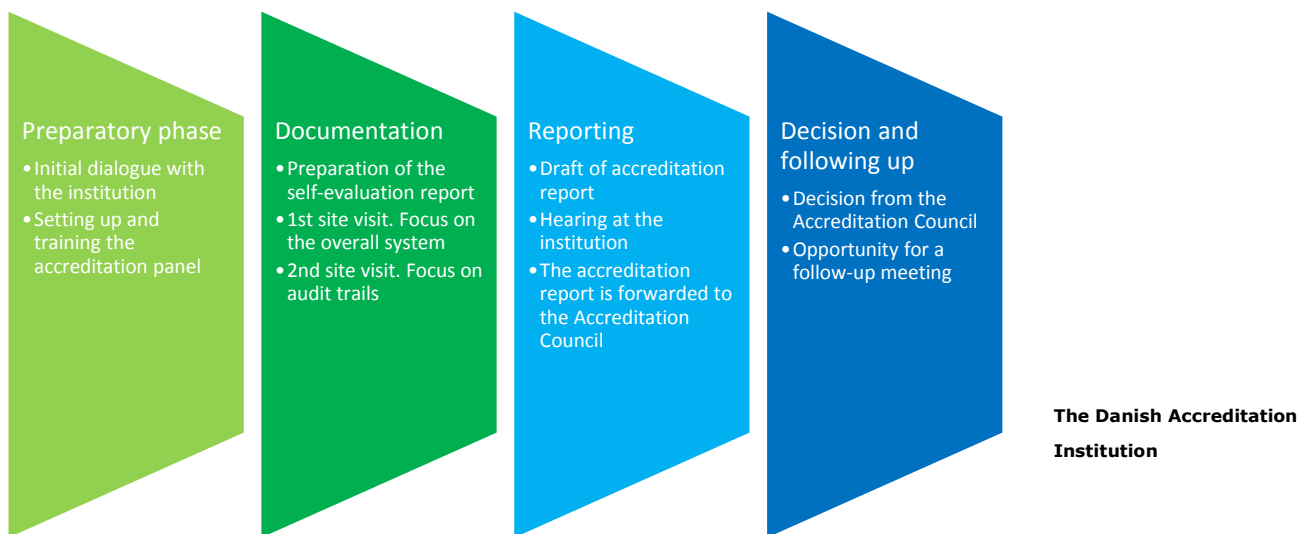 Preparatory phase
•Initial dialogue with
the institution
•Setting up and
training the
accreditation panel
Documentation
•Preparation of the
self-evaluation report
•1st site visit. Focus on
the overall system
•2nd site visit. Focus on
audit trails
Reporting
•Draft of accreditation
report
•Hearing at the
institution
•The accreditation
report is forwarded to
the Accreditation
Council
Decision and
following up
•Decision from the
Accreditation Council
•Opportunity for a
follow-up meeting
The Danish Accreditation
Institution